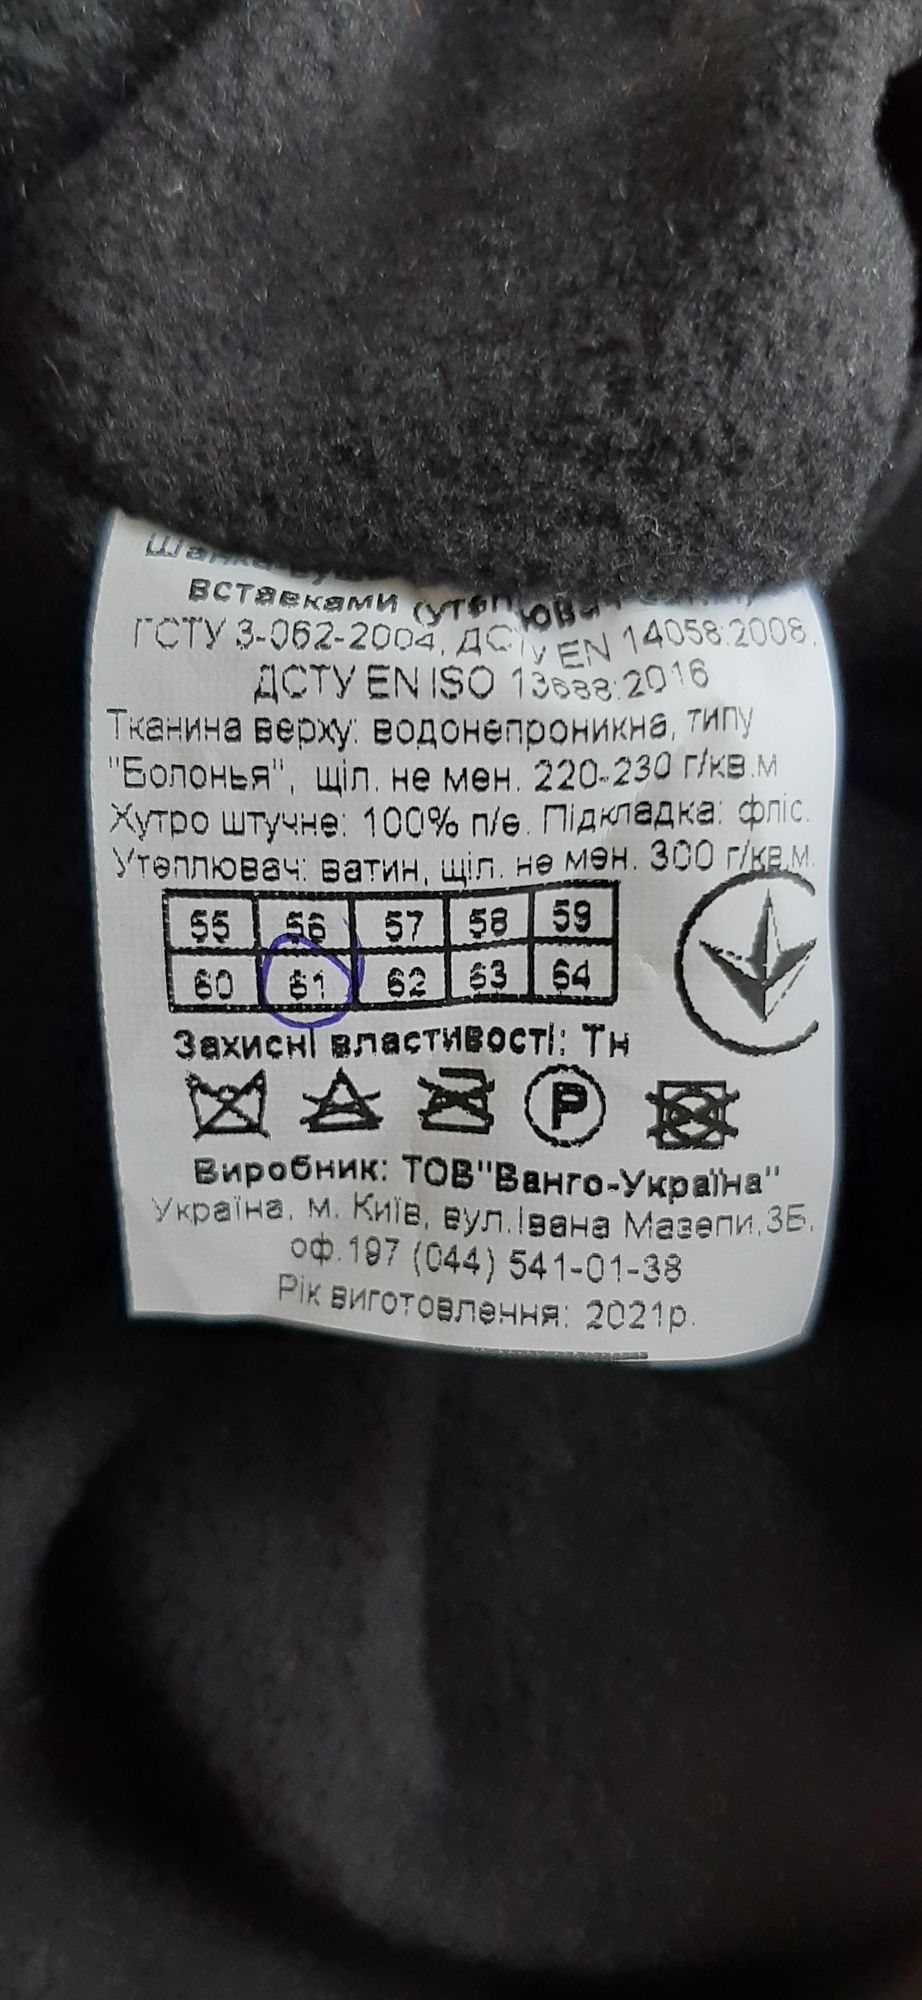 вставками
ГСТУ 3-062-2004, ДСТУ EN 14058:2008,
ДСТУ EN ISO 13688:2016
Тканина верху: водонепроникна, типу
"Болонья", щіл. не мен. 220-230 г/кв.м
Хутро штучне: 100% п/е. Підкладка: фліс.
Утеплювач: ватин, щіл. не мен. 300 г/кв.м.
55 56 57 58 59
60 61 62 63 64
Захисні властивості: Тн
P
Виробник: ТОВ"Ванго-Україна"
Україна, м. Київ, вул.Івана Мазепи,3Б,
оф.197 (044) 541-01-38
Рік виготовлення: 2021р.